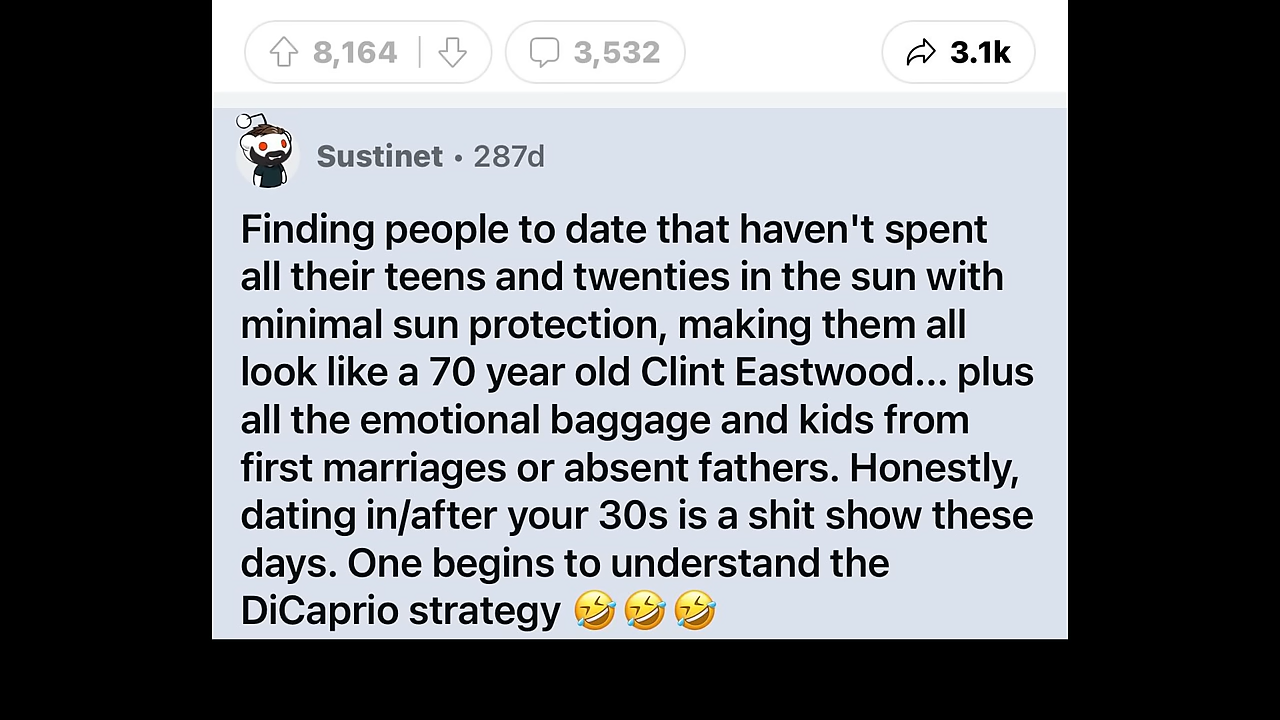 8,164
3,532
3.1k
Sustinet • 287d
Finding people to date that haven't spent
all their teens and twenties in the sun with
minimal sun protection, making them all
look like a 70 year old Clint Eastwood... plus
all the emotional baggage and kids from
first marriages or absent fathers. Honestly,
dating in/after your 30s is a shit show these
days. One begins to understand the
DiCaprio strategy 🤣🤣🤣